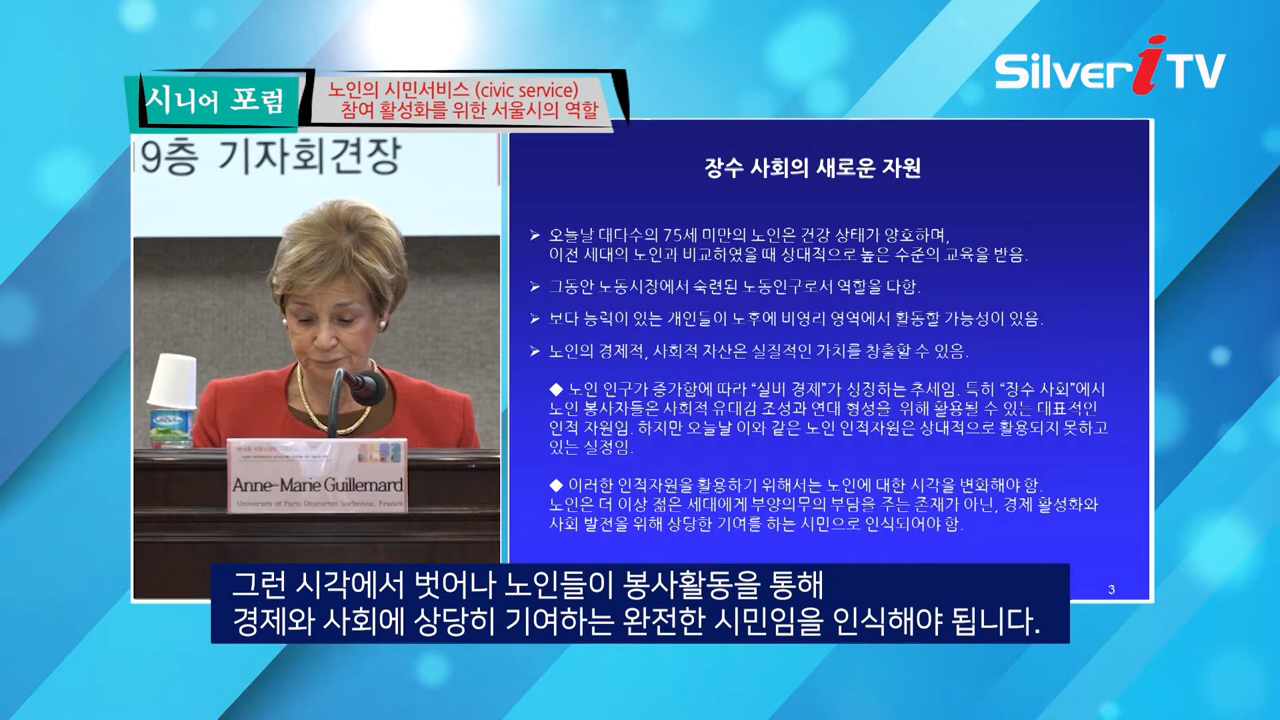 Silver i TV
시니어 포럼
노인의 시민서비스 (civic service)
참여 활성화를 위한 서울시의 역할
9층 기자회견장
장수 사회의 새로운 자원
➢ 오늘날 대다수의 75세 미만의 노인은 건강 상태가 양호하며,
이전 세대의 노인과 비교하였을 때 상대적으로 높은 수준의 교육을 받음.
➢ 그동안 노동시장에서 숙련된 노동인구로서 역할을 다함.
➢ 보다 능력이 있는 개인들이 노후에 비영리 영역에서 활동할 가능성이 있음.
➢ 노인의 경제적, 사회적 자산은 실질적인 가치를 창출할 수 있음.
◆ 노인 인구가 증가함에 따라 “실버 경제”가 성장하는 추세임. 특히 “장수 사회”에서
노인 봉사자들은 사회적 유대감 조성과 연대 형성을 위해 활용될 수 있는 대표적인
인적 자원임. 하지만 오늘날 이와 같은 노인 인적자원은 상대적으로 활용되지 못하고
있는 실정임.
◆ 이러한 인적자원을 활용하기 위해서는 노인에 대한 시각을 변화해야 함.
노인은 더 이상 젊은 세대에게 부양의무의 부담을 주는 존재가 아닌, 경제 활성화와
사회 발전을 위해 상당한 기여를 하는 시민으로 인식되어야 함.
3
Anne-Marie Guillemard
University of Paris Descartes Sorbonne, France
그런 시각에서 벗어나 노인들이 봉사활동을 통해
경제와 사회에 상당히 기여하는 완전한 시민임을 인식해야 됩니다.